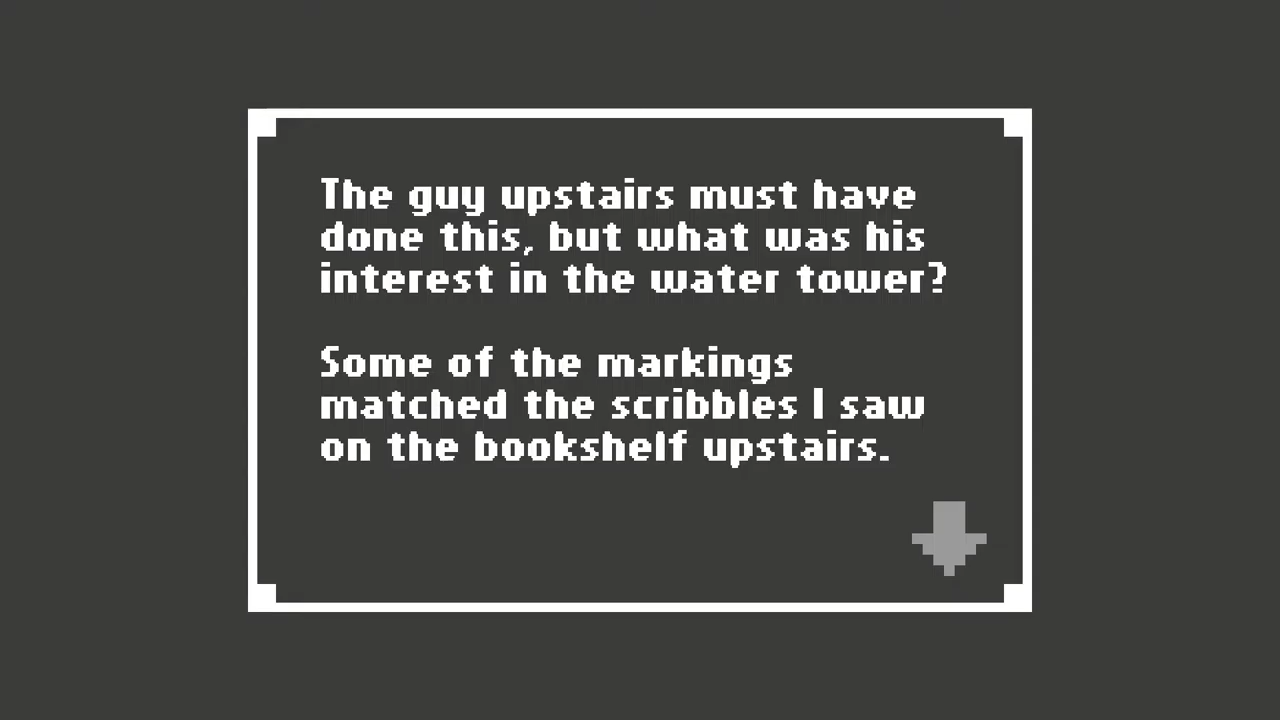 The guy upstairs must have
done this, but what was his
interest in the water tower?
Some of the markings
matched the scribbles I saw
on the bookshelf upstairs.